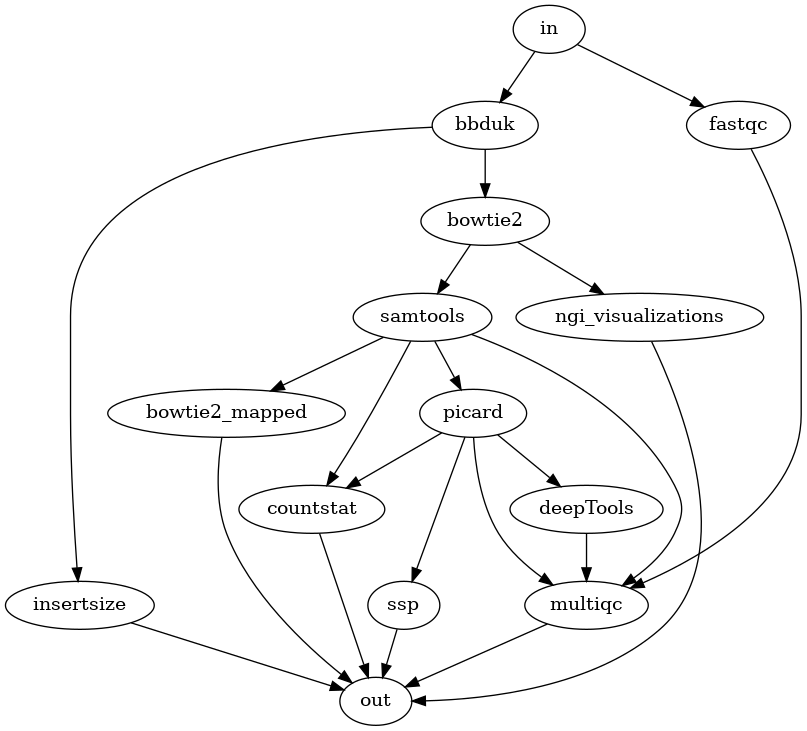 in
bbduk
fastqc
bowtie2
samtools
ngi_visualizations
bowtie2_mapped
picard
countstat
deepTools
insertsize
ssp
multiqc
out